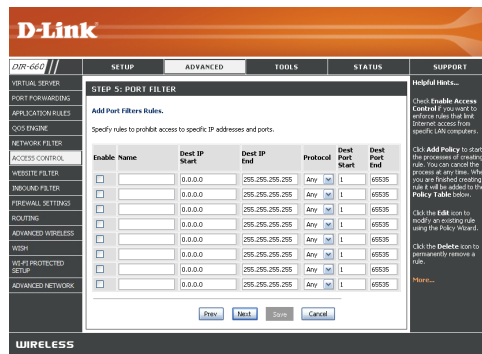 D-Link
DIR-660
SETUP
ADVANCED
TOOLS
STATUS
SUPPORT
VIRTUAL SERVER
PORT FORWARDING
APPLICATION RULES
QOS ENGINE
NETWORK FILTER
ACCESS CONTROL
WEBSITE FILTER
INBOUND FILTER
FIREWALL SETTINGS
ROUTING
ADVANCED WIRELESS
WISH
WI-FI PROTECTED
SETUP
ADVANCED NETWORK
STEP 5: PORT FILTER
Add Port Filters Rules.
Specify rules to prohibit access to specific IP addresses and ports.
Enable Name Dest IP Start Dest IP End Protocol Dest Port Start Dest Port End
0.0.0.0 255.255.255.255 Any 1 65535
0.0.0.0 255.255.255.255 Any 1 65535
0.0.0.0 255.255.255.255 Any 1 65535
0.0.0.0 255.255.255.255 Any 1 65535
0.0.0.0 255.255.255.255 Any 1 65535
0.0.0.0 255.255.255.255 Any 1 65535
0.0.0.0 255.255.255.255 Any 1 65535
0.0.0.0 255.255.255.255 Any 1 65535
Prev Next Save Cancel
Helpful Hints...
Check Enable Access
Control if you want to
enforce rules that limit
Internet access from
specific LAN computers.
Click Add Policy to start
the processes of creating
rule. You can cancel the
process at any time. Whe
you are finished creating
rule it will be added to the
Policy Table below.
Click the Edit icon to
modify an existing rule
using the Policy Wizard.
Click the Delete icon to
permanently remove a
rule.
More...
WIRELESS